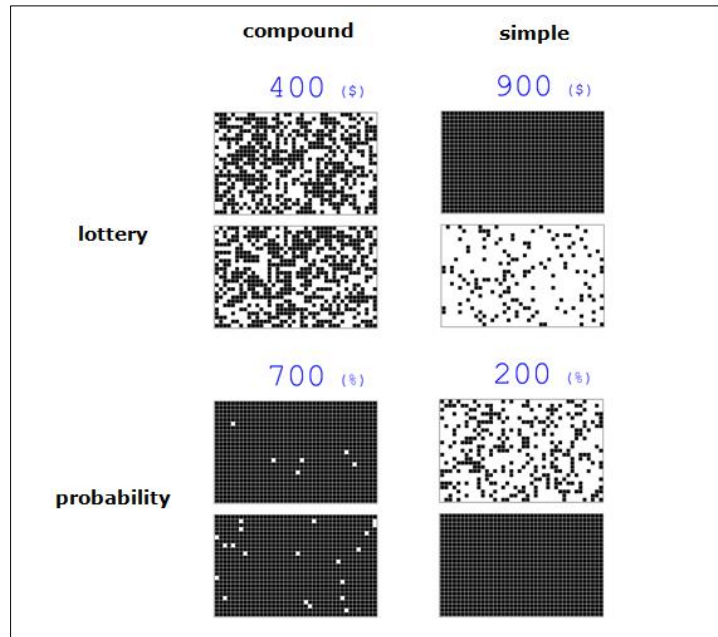 compound simple
400 ($) 900 ($)
lottery
700 (%) 200 (%)
probability